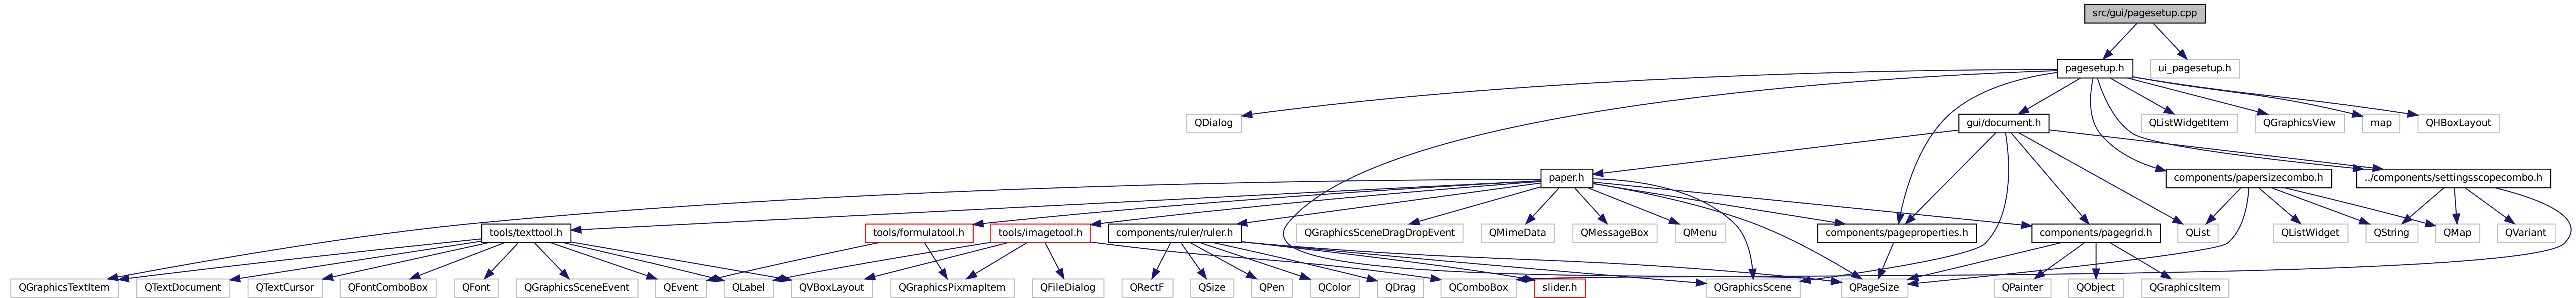 src/gui/pagesetup.cpp
pagesetup.h
ui_pagesetup.h
QDialog
gui/document.h
QListWidgetItem
QGraphicsView
map
QHBoxLayout
paper.h
components/papersizecombo.h
../components/settingsscopecombo.h
tools/texttool.h
tools/formulatool.h
tools/imagetool.h
components/ruler/ruler.h
QGraphicsSceneDragDropEvent
QMimeData
QMessageBox
QMenu
components/pageproperties.h
components/pagegrid.h
QList
QListWidget
QString
QMap
QVariant
QGraphicsTextItem
QTextDocument
QTextCursor
QFontComboBox
QFont
QGraphicsSceneEvent
QEvent
QLabel
QVBoxLayout
QGraphicsPixmapItem
QFileDialog
QRectF
QSize
QPen
QColor
QDrag
QComboBox
slider.h
QGraphicsScene
QPageSize
QPainter
QObject
QGraphicsItem